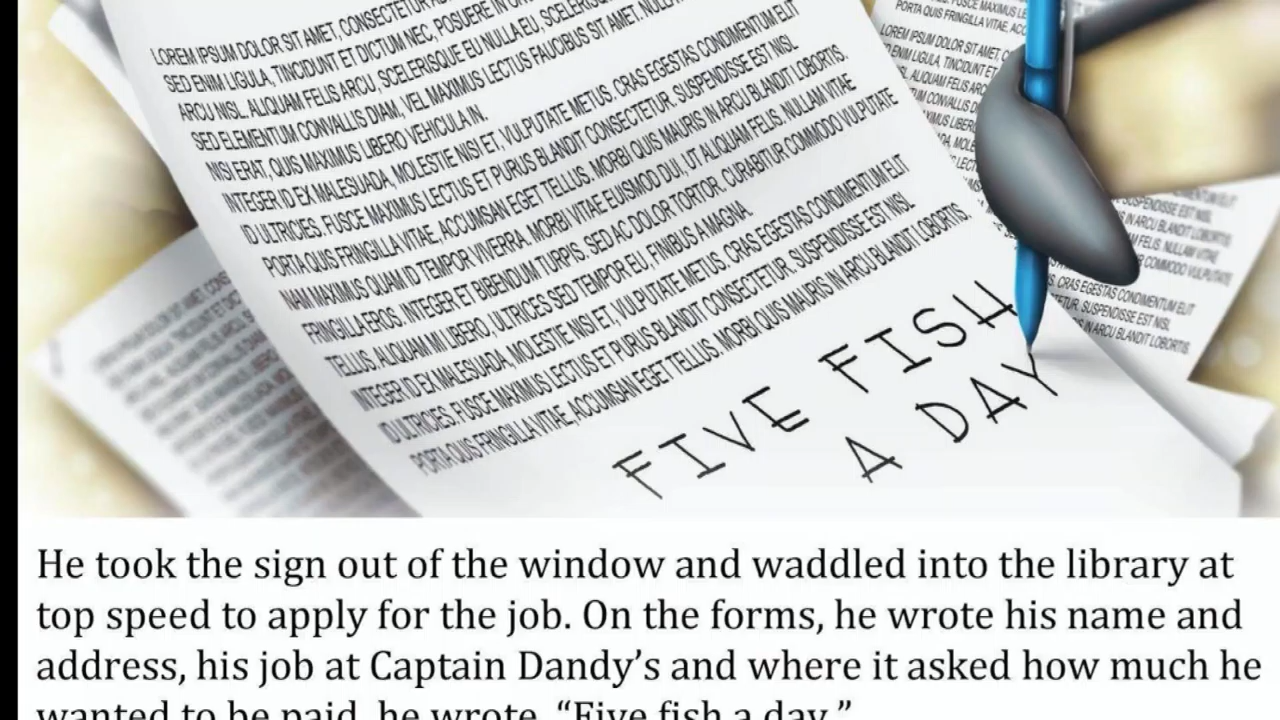 LOREM IPSUM DOLOR SIT AMET, CONSECTETUR
SED ENIM LIGULA, TINCIDUNT ET DICTUM NEC, POSUERE IN
ARCU NISL. ALIQUAM FELIS ARCU, SCELERISQUE EU NULLA EU,
SED ELEMENTUM CONVALLIS DIAM, VEL MAXIMUS LECTUS FAUCIBUS SIT AMET.
NISI ERAT, QUIS MAXIMUS LIBERO VEHICULA IN.
INTEGER ID EX MALESUADA, MOLESTIE NISI ET, VULPUTATE METUS. CRAS EGESTAS CONDIMENTUM ELIT
ID ULTRICIES. FUSCE MAXIMUS LECTUS ET PURUS BLANDIT CONSECTETUR. SUSPENDISSE EST NISL,
PORTA QUIS FRINGILLA VITAE, ACCUMSAN EGET TELLUS. MORBI QUIS MAURIS IN ARCU BLANDIT LOBORTIS.
NAM MAXIMUS QUAM ID TEMPOR VIVERRA. MORBI VITAE EUISMOD DUI, UT ALIQUAM FELIS. NULLAM VITAE
FRINGILLA EROS. INTEGER ET BIBENDUM TURPIS. SED AC DOLOR TORTOR. CURABITUR COMMODO VULPUTATE
TELLUS. ALIQUAM MI LIBERO, ULTRICES SED TEMPOR EU, FINIBUS A MAGNA.
INTEGER ID EX MALESUADA, MOLESTIE NISI ET, VULPUTATE METUS. CRAS EGESTAS CONDIMENTUM ELIT
ID ULTRICIES. FUSCE MAXIMUS LECTUS ET PURUS BLANDIT CONSECTETUR. SUSPENDISSE EST NISL,
PORTA QUIS FRINGILLA VITAE, ACCUMSAN EGET TELLUS. MORBI QUIS MAURIS IN ARCU BLANDIT LOBORTIS.
FIVE FISH
A DAY
He took the sign out of the window and waddled into the library at
top speed to apply for the job. On the forms, he wrote his name and
address, his job at Captain Dandy’s and where it asked how much he
wanted to be paid, he wrote, “Five fish a day.”